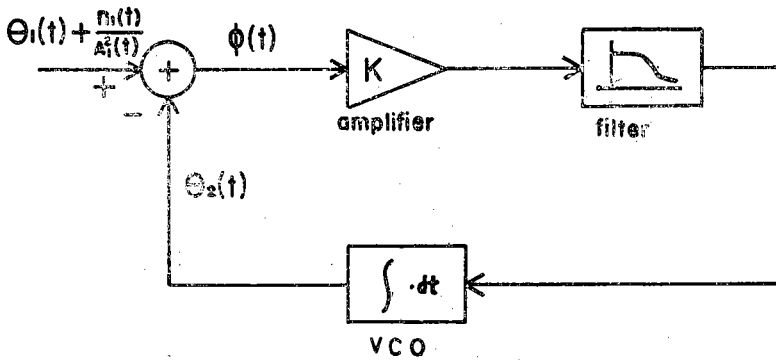 Θ₁(t) + n₁(t)/A₁²(t)
+
+
−
ϕ(t)
K
amplifier
filter
Θ₂(t)
∫ ·dt
VCO